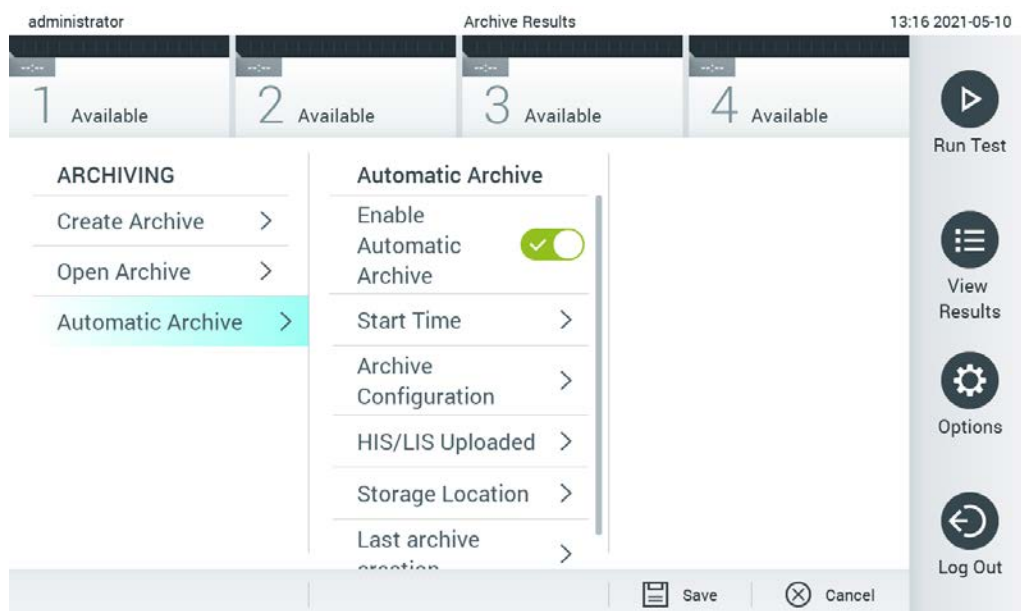 administrator
Archive Results
13:16 2021-05-10
--:--
--:--
--:--
--:--
1 Available
2 Available
3 Available
4 Available
Run Test
View
Results
Options
Log Out
ARCHIVING
Create Archive
Open Archive
Automatic Archive
Automatic Archive
Enable
Automatic
Archive
Start Time
Archive
Configuration
HIS/LIS Uploaded
Storage Location
Last archive
creation
Save
Cancel